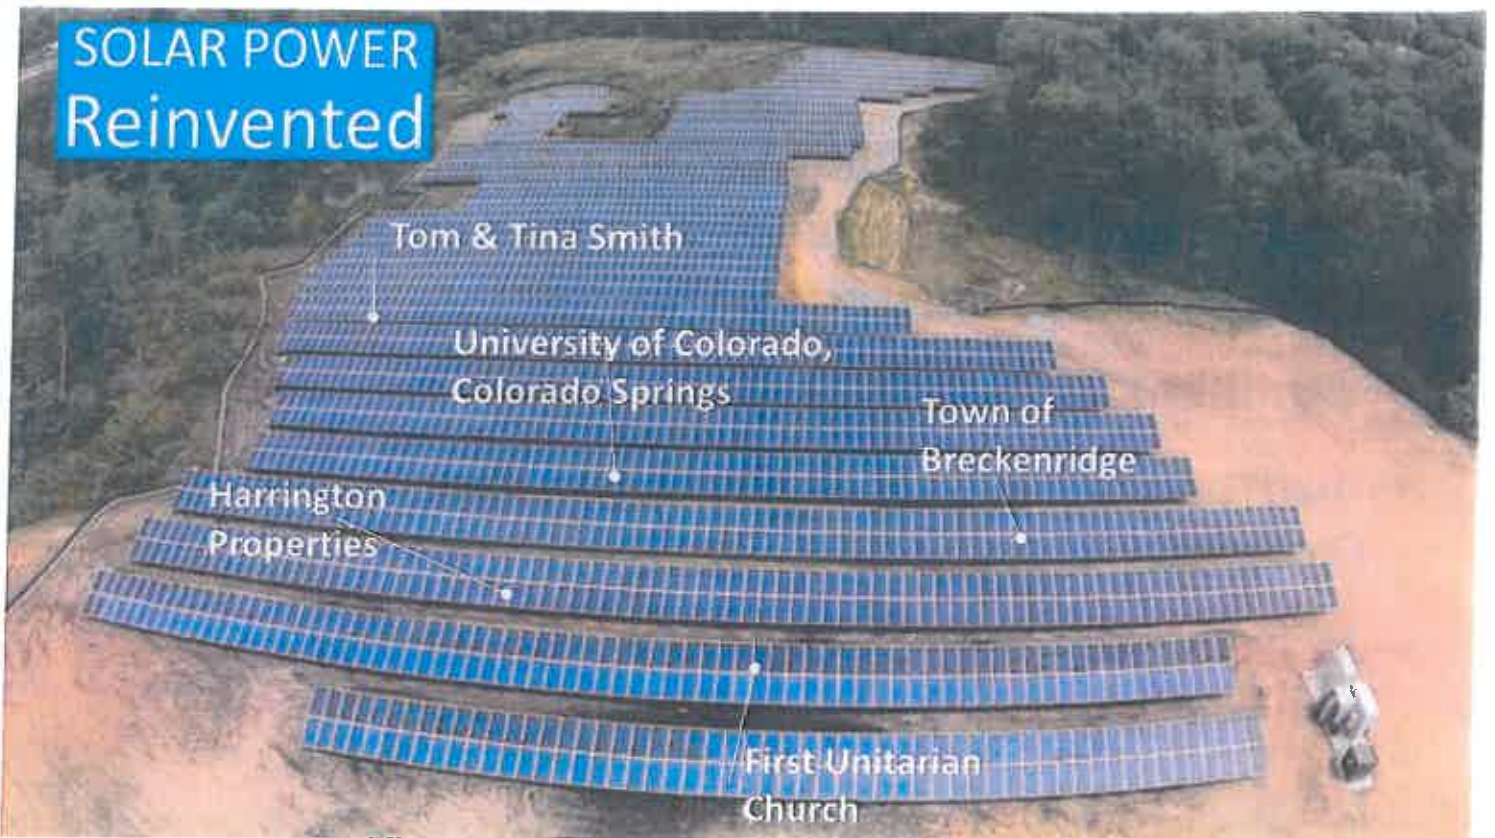 SOLAR POWER
Reinvented
Tom & Tina Smith
University of Colorado,
Colorado Springs
Town of
Breckenridge
Harrington
Properties
First Unitarian
Church